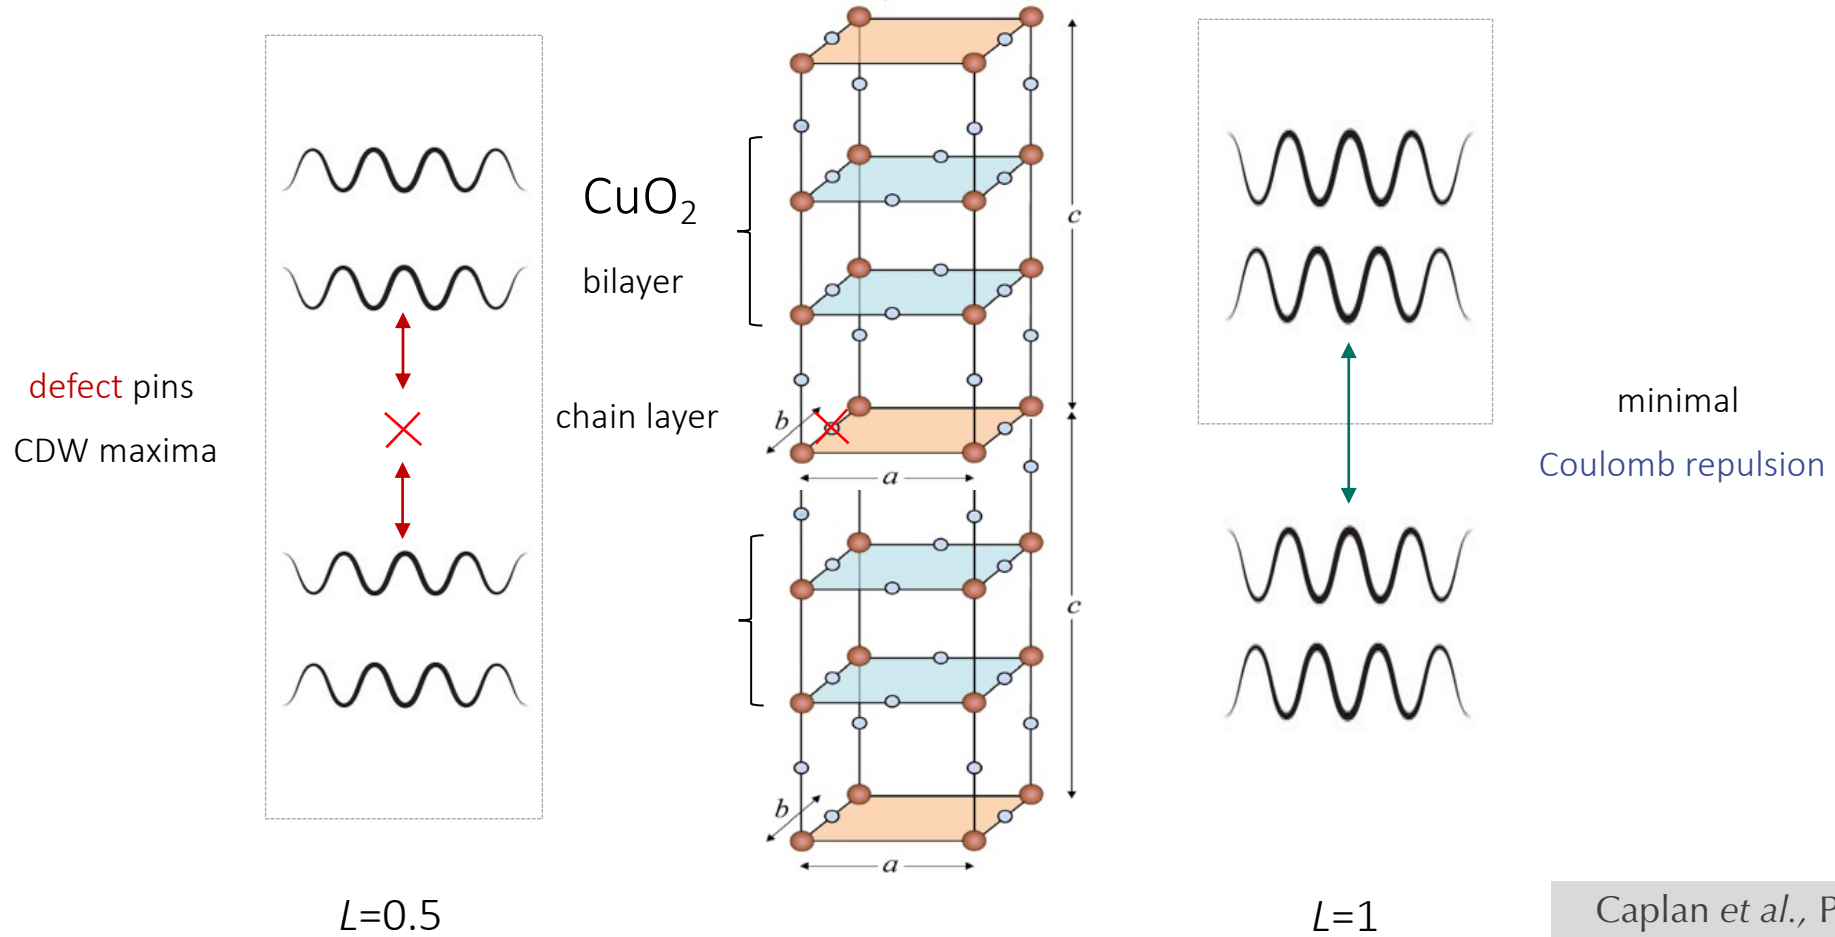 CuO₂
bilayer
defect pins
CDW maxima
chain layer
minimal
Coulomb repulsion
c
b
a
c
b
a
L=0.5
L=1
Caplan et al., P